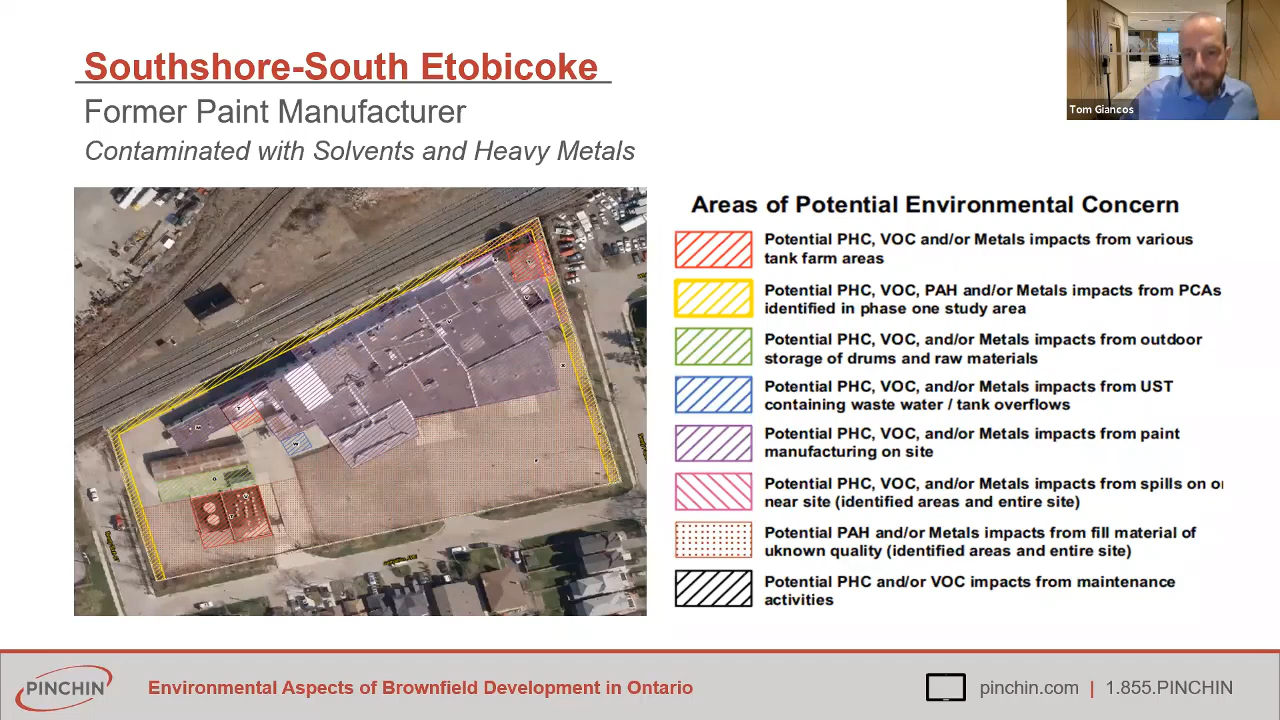 Southshore-South Etobicoke
Former Paint Manufacturer
Contaminated with Solvents and Heavy Metals
Tom Giancos
Areas of Potential Environmental Concern
Potential PHC, VOC and/or Metals impacts from various
tank farm areas
Potential PHC, VOC, PAH and/or Metals impacts from PCAs
identified in phase one study area
Potential PHC, VOC, and/or Metals impacts from outdoor
storage of drums and raw materials
Potential PHC, VOC, and/or Metals impacts from UST
containing waste water / tank overflows
Potential PHC, VOC, and/or Metals impacts from paint
manufacturing on site
Potential PHC, VOC, and/or Metals impacts from spills on or
near site (identified areas and entire site)
Potential PAH and/or Metals impacts from fill material of
uknown quality (identified areas and entire site)
Potential PHC and/or VOC impacts from maintenance
activities
PINCHIN
Environmental Aspects of Brownfield Development in Ontario
pinchin.com | 1.855.PINCHIN